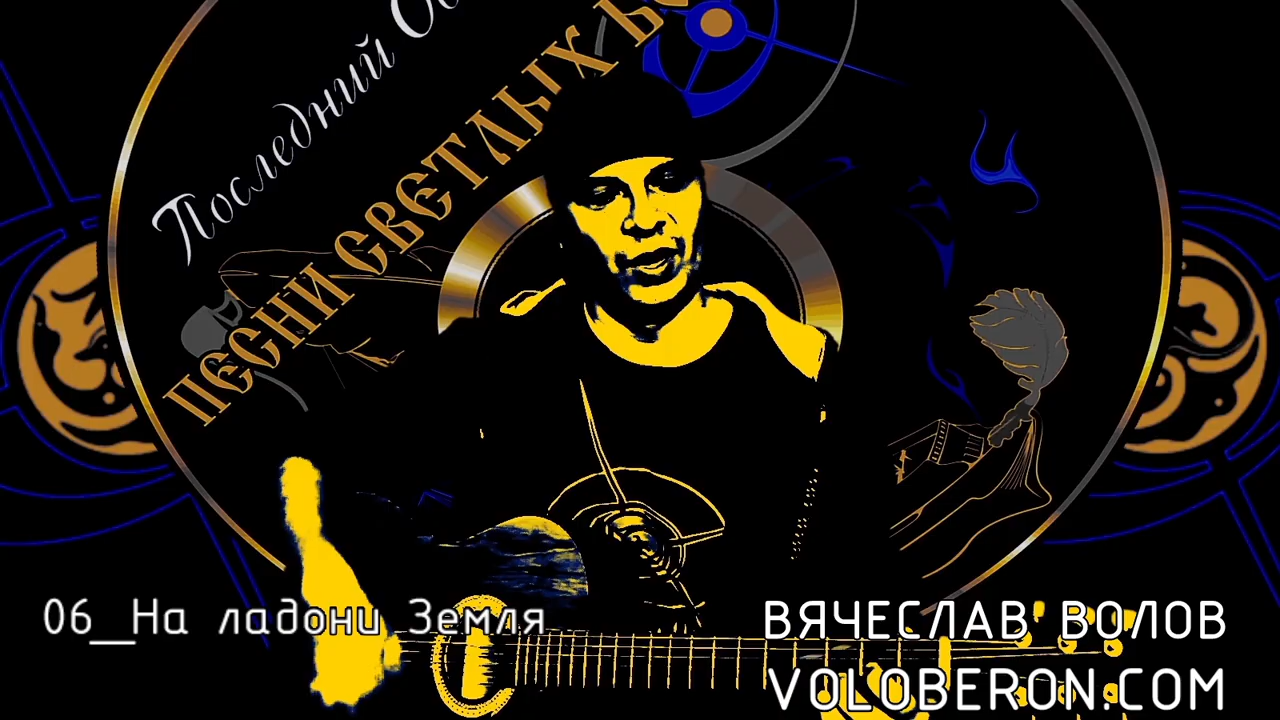 Последний
ПЕСНИ СВЕТЛЫХ
06_На ладони Земля
ВЯЧЕСЛАВ ВОЛОВ
VOLOBERON.COM